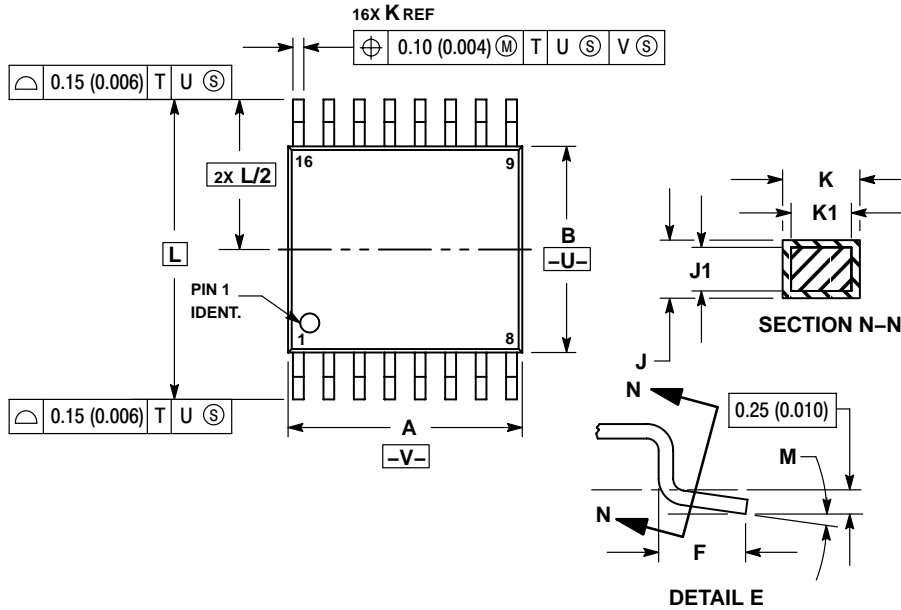 16X K REF
⌖ 0.10 (0.004) Ⓜ T U Ⓢ V Ⓢ
⌓ 0.15 (0.006) T U Ⓢ
2X L/2
16
9
L
B
–U–
PIN 1
IDENT.
1
8
⌓ 0.15 (0.006) T U Ⓢ
A
–V–
K
K1
J1
J
SECTION N–N
N
0.25 (0.010)
M
N
F
DETAIL E